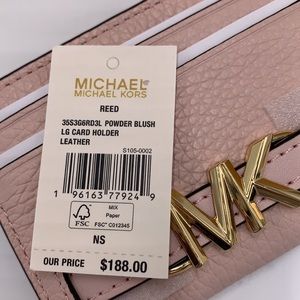 MICHAEL
MICHAEL KORS
REED
35S3G6RD3L POWDER BLUSH
LG CARD HOLDER
LEATHER
S105-0002
1 96163 77924 9
FSC
MIX
Paper
FSC® C012345
NS
OUR PRICE $188.00
MK